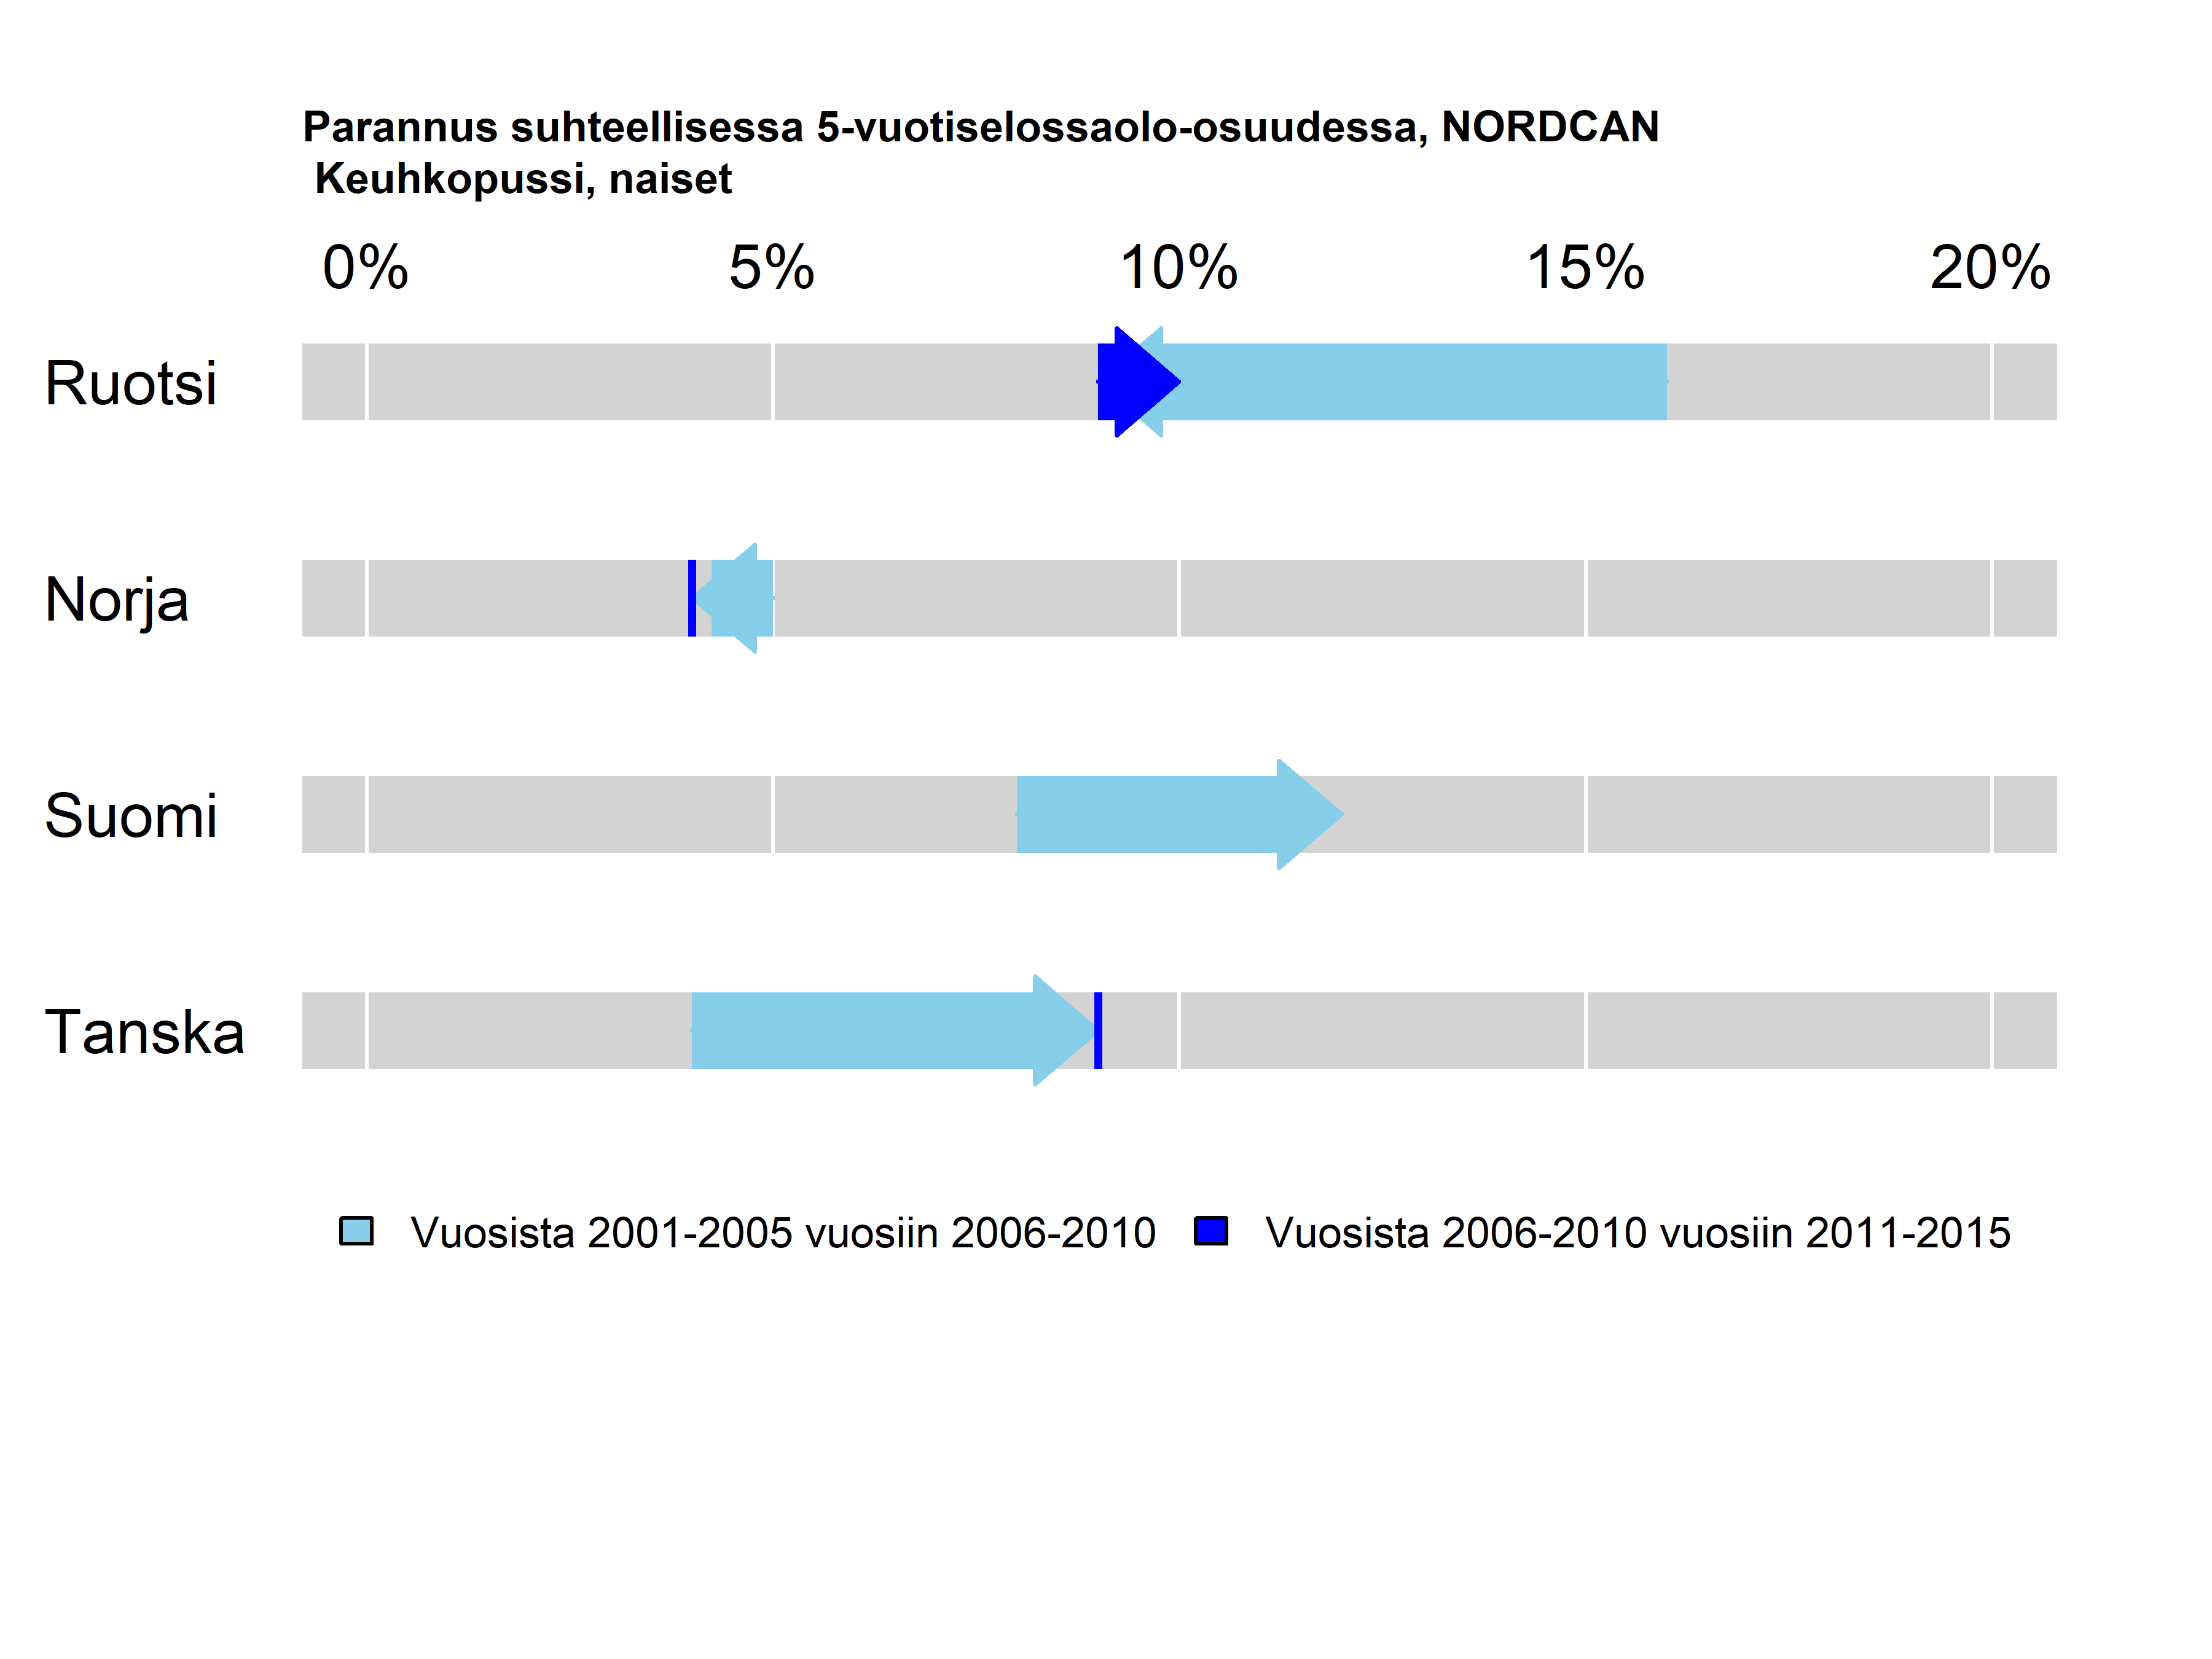 Parannus suhteellisessa 5-vuotiselossaolo-osuudessa, NORDCAN
Keuhkopussi, naiset
0% 5% 10% 15% 20%
Ruotsi
Norja
Suomi
Tanska
Vuosista 2001-2005 vuosiin 2006-2010 Vuosista 2006-2010 vuosiin 2011-2015